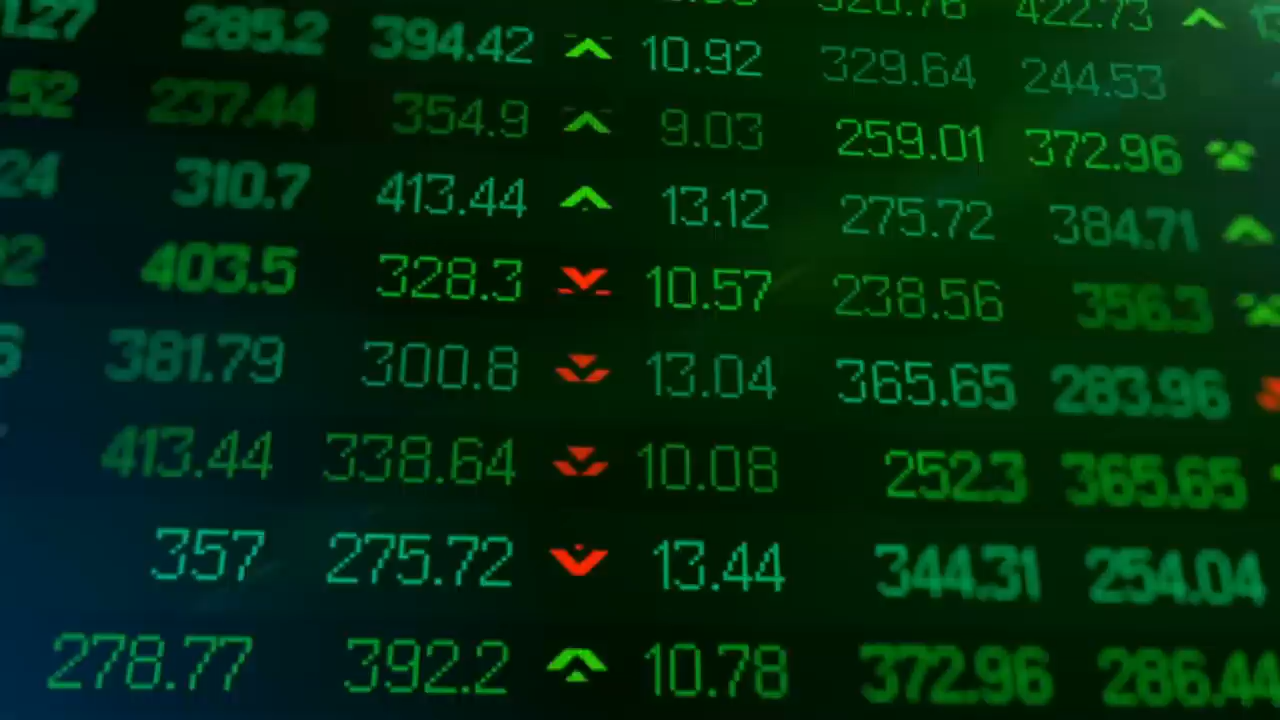 285.2 394.42 10.92 329.64 244.53
237.44 354.9 9.03 259.01 372.96
310.7 413.44 13.12 275.72 384.71
403.5 328.3 10.57 238.56 356.3
381.79 300.8 13.04 365.65 283.96
413.44 338.64 10.08 252.3 365.65
357 275.72 13.44 344.31 254.04
278.77 392.2 10.78 372.96 286.44